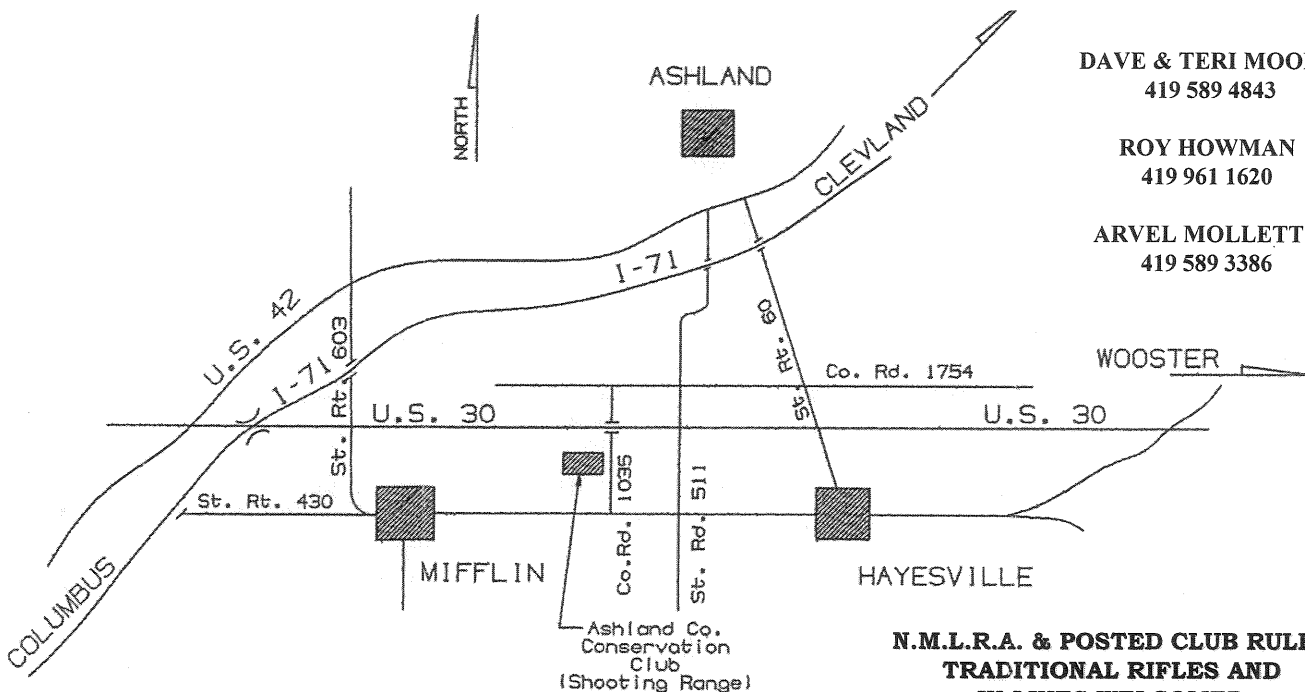 NORTH
ASHLAND
CLEVLAND
DAVE & TERI
419 589 4843
ROY HOWMAN
419 961 1620
ARVEL MOLLETT
419 589 3386
U.S. 42
I-71
I-71
St. Rt. 603
St. Rt. 60
WOOSTER
Co. Rd. 1754
U.S. 30
U.S. 30
St. Rt. 430
Co.Rd. 1035
St. Rd. 511
COLUMBUS
MIFFLIN
HAYESVILLE
Ashland Co.
Conservation
Club
(Shooting Range)
N.M.L.R.A. & POSTED CLUB
TRADITIONAL RIFLES AND